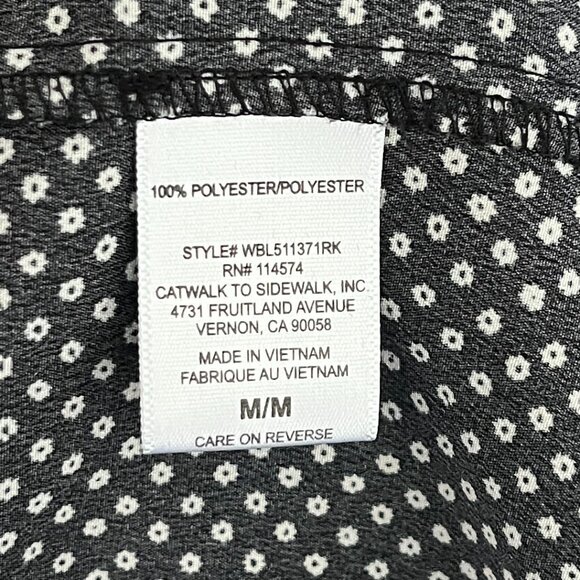 100% POLYESTER/POLYESTER
STYLE# WBL511371RK
RN# 114574
CATWALK TO SIDEWALK, INC.
4731 FRUITLAND AVENUE
VERNON, CA 90058
MADE IN VIETNAM
FABRIQUE AU VIETNAM
M/M
CARE ON REVERSE